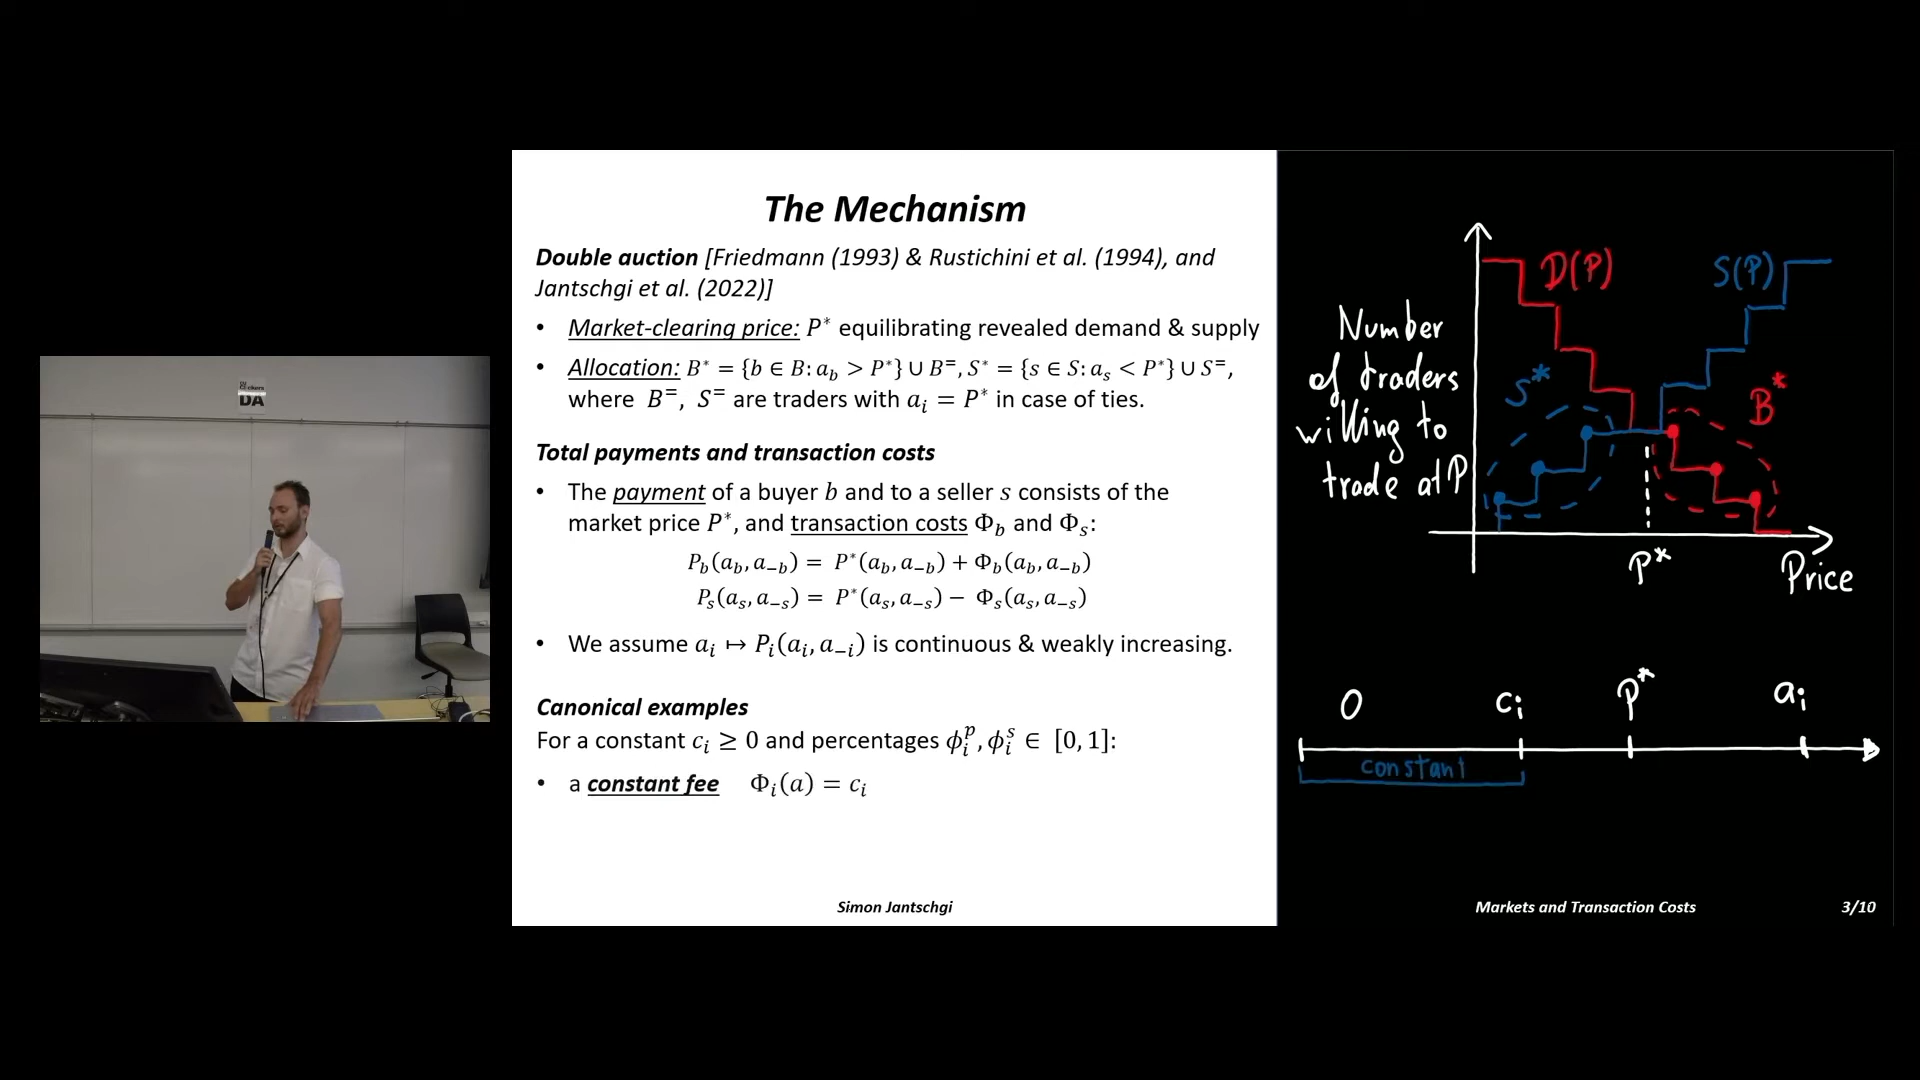 DA
The Mechanism
Double auction [Friedmann (1993) & Rustichini et al. (1994), and
Jantschgi et al. (2022)]
• Market-clearing price: P* equilibrating revealed demand & supply
• Allocation: B* = {b ∈ B: a_b > P*} ∪ B⁼, S* = {s ∈ S: a_s < P*} ∪ S⁼,
where B⁼, S⁼ are traders with a_i = P* in case of ties.
Total payments and transaction costs
• The payment of a buyer b and to a seller s consists of the
market price P*, and transaction costs Φ_b and Φ_s:
P_b(a_b, a_−b) = P*(a_b, a_−b) + Φ_b(a_b, a_−b)
P_s(a_s, a_−s) = P*(a_s, a_−s) − Φ_s(a_s, a_−s)
• We assume a_i ↦ P_i(a_i, a_−i) is continuous & weakly increasing.
Canonical examples
For a constant c_i ≥ 0 and percentages ϕ_i^p, ϕ_i^s ∈ [0, 1]:
• a constant fee Φ_i(a) = c_i
Simon Jantschgi
D(P)
S(P)
Number
of traders
willing to
trade at P
S*
B*
P*
Price
0 c_i P* a_i
constant
Markets and Transaction Costs
3/10